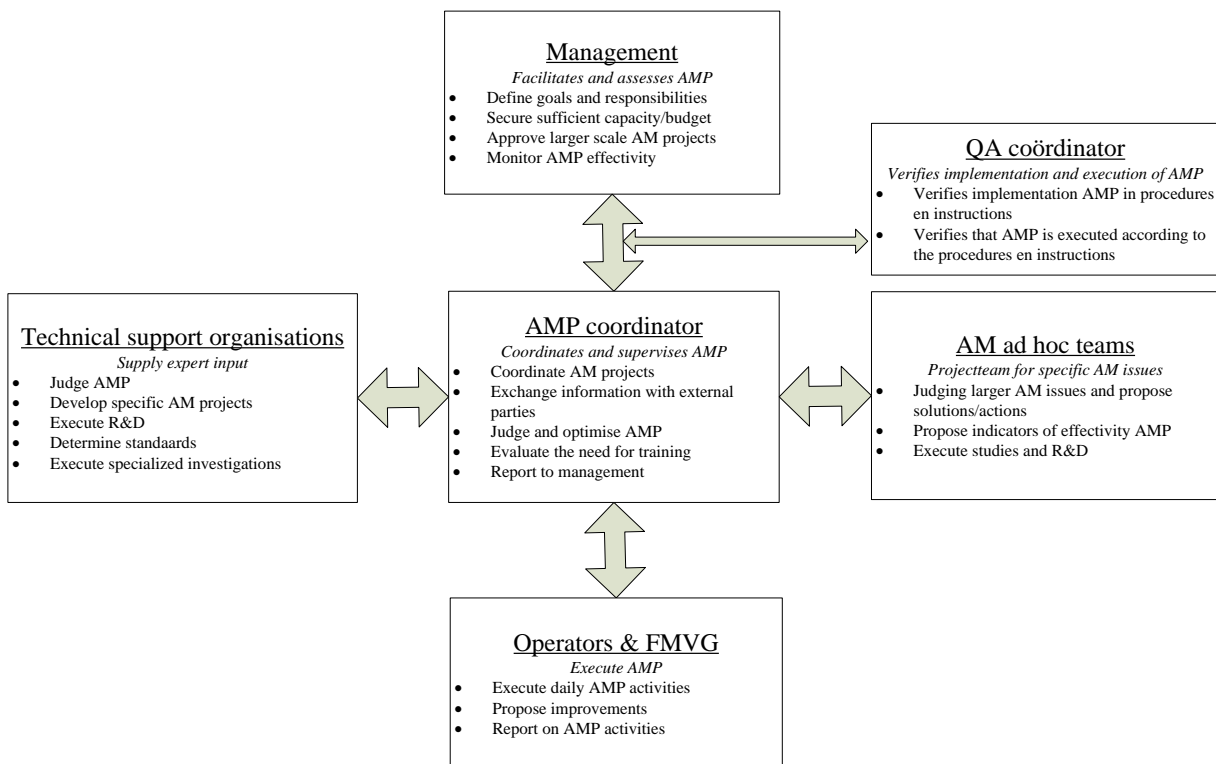 Management
Facilitates and assesses AMP
• Define goals and responsibilities
• Secure sufficient capacity/budget
• Approve larger scale AM projects
• Monitor AMP effectivity
QA coördinator
Verifies implementation and execution of AMP
• Verifies implementation AMP in procedures
en instructions
• Verifies that AMP is executed according to
the procedures en instructions
Technical support organisations
Supply expert input
• Judge AMP
• Develop specific AM projects
• Execute R&D
• Determine standaards
• Execute specialized investigations
AMP coordinator
Coordinates and supervises AMP
• Coordinate AM projects
• Exchange information with external
parties
• Judge and optimise AMP
• Evaluate the need for training
• Report to management
AM ad hoc teams
Projectteam for specific AM issues
• Judging larger AM issues and propose
solutions/actions
• Propose indicators of effectivity AMP
• Execute studies and R&D
Operators & FMVG
Execute AMP
• Execute daily AMP activities
• Propose improvements
• Report on AMP activities